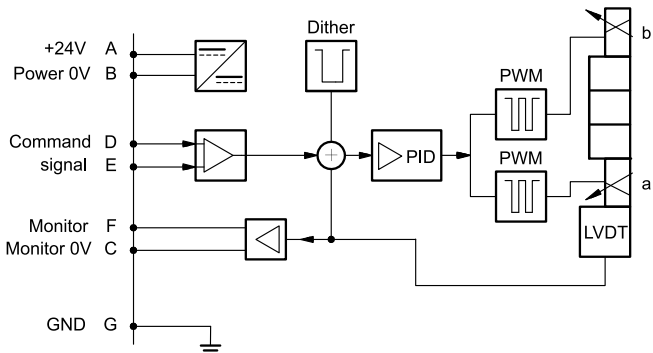 Dither
+24V A
Power 0V B
PWM
b
Command D
signal E
+
PID
PWM
a
Monitor F
Monitor 0V C
LVDT
GND G